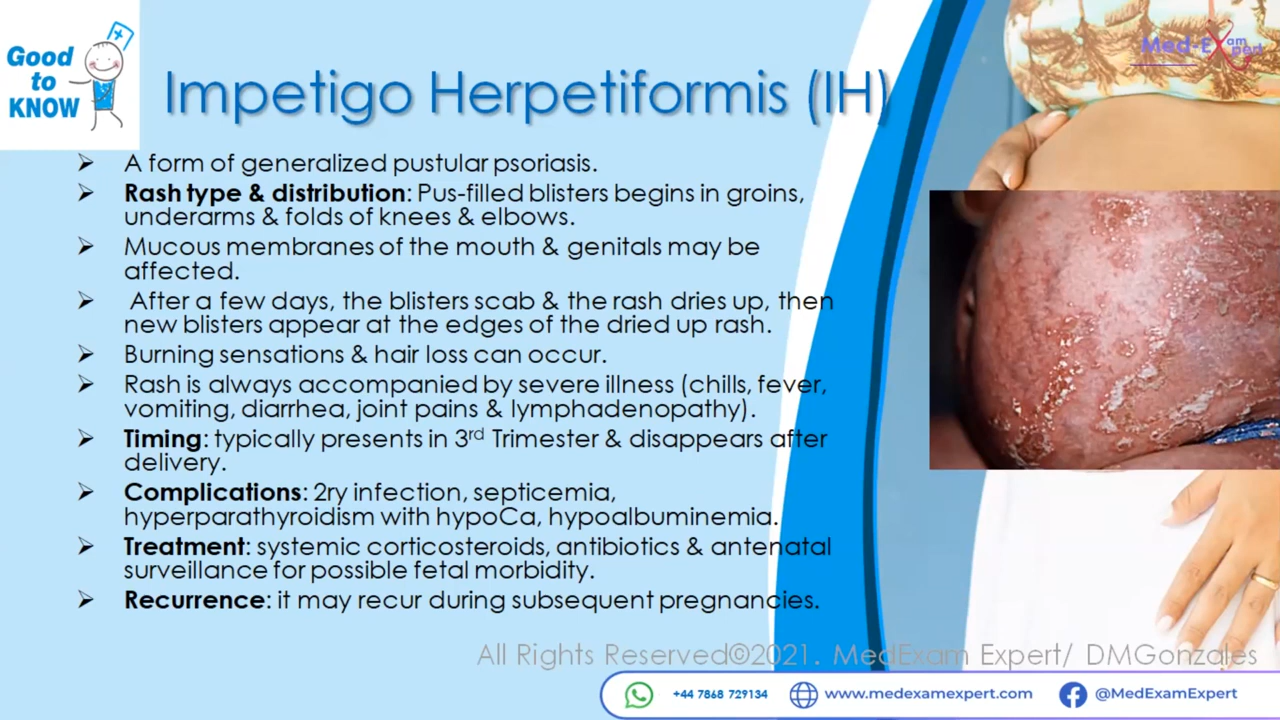 Good
to
KNOW
Med-Exam
pert
Impetigo Herpetiformis (IH)
➢ A form of generalized pustular psoriasis.
➢ Rash type & distribution: Pus-filled blisters begins in groins,
underarms & folds of knees & elbows.
➢ Mucous membranes of the mouth & genitals may be
affected.
➢ After a few days, the blisters scab & the rash dries up, then
new blisters appear at the edges of the dried up rash.
➢ Burning sensations & hair loss can occur.
➢ Rash is always accompanied by severe illness (chills, fever,
vomiting, diarrhea, joint pains & lymphadenopathy).
➢ Timing: typically presents in 3rd Trimester & disappears after
delivery.
➢ Complications: 2ry infection, septicemia,
hyperparathyroidism with hypoCa, hypoalbuminemia.
➢ Treatment: systemic corticosteroids, antibiotics & antenatal
surveillance for possible fetal morbidity.
➢ Recurrence: it may recur during subsequent pregnancies.
All Rights Reserved©2021. MedExam Expert/ DMGonzales
+44 7868 729134 www.medexamexpert.com @MedExamExpert